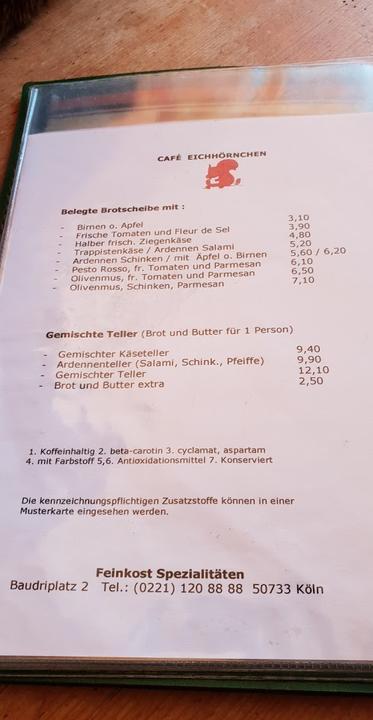 CAFÉ EICHHÖRNCHEN
Belegte Brotscheibe mit :
- Birnen o. Apfel 3,10
- Frische Tomaten und Fleur de Sel 3,90
- Halber frisch. Ziegenkäse 4,80
- Trappistenkäse / Ardennen Salami 5,20
- Ardennen Schinken / mit Äpfel o. Birnen 5,60 / 6,20
- Pesto Rosso, fr. Tomaten und Parmesan 6,10
- Olivenmus, fr. Tomaten und Parmesan 6,50
- Olivenmus, Schinken, Parmesan 7,10
Gemischte Teller (Brot und Butter für 1 Person)
- Gemischter Käseteller 9,40
- Ardennenteller (Salami, Schink., Pfeiffe) 9,90
- Gemischter Teller 12,10
- Brot und Butter extra 2,50
1. Koffeinhaltig 2. beta-carotin 3. cyclamat, aspartam
4. mit Farbstoff 5,6. Antioxidationsmittel 7. Konserviert
Die kennzeichnungspflichtigen Zusatzstoffe können in einer
Musterkarte eingesehen werden.
Feinkost Spezialitäten
Baudriplatz 2 Tel.: (0221) 120 88 88 50733 Köln